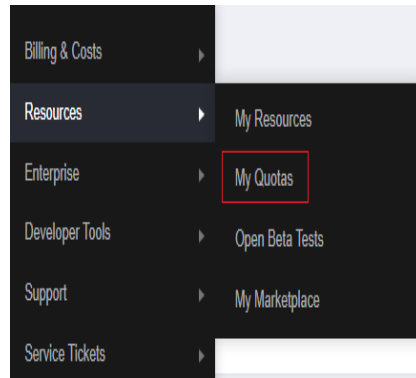 Billing & Costs
Resources
Enterprise
Developer Tools
Support
Service Tickets
My Resources
My Quotas
Open Beta Tests
My Marketplace